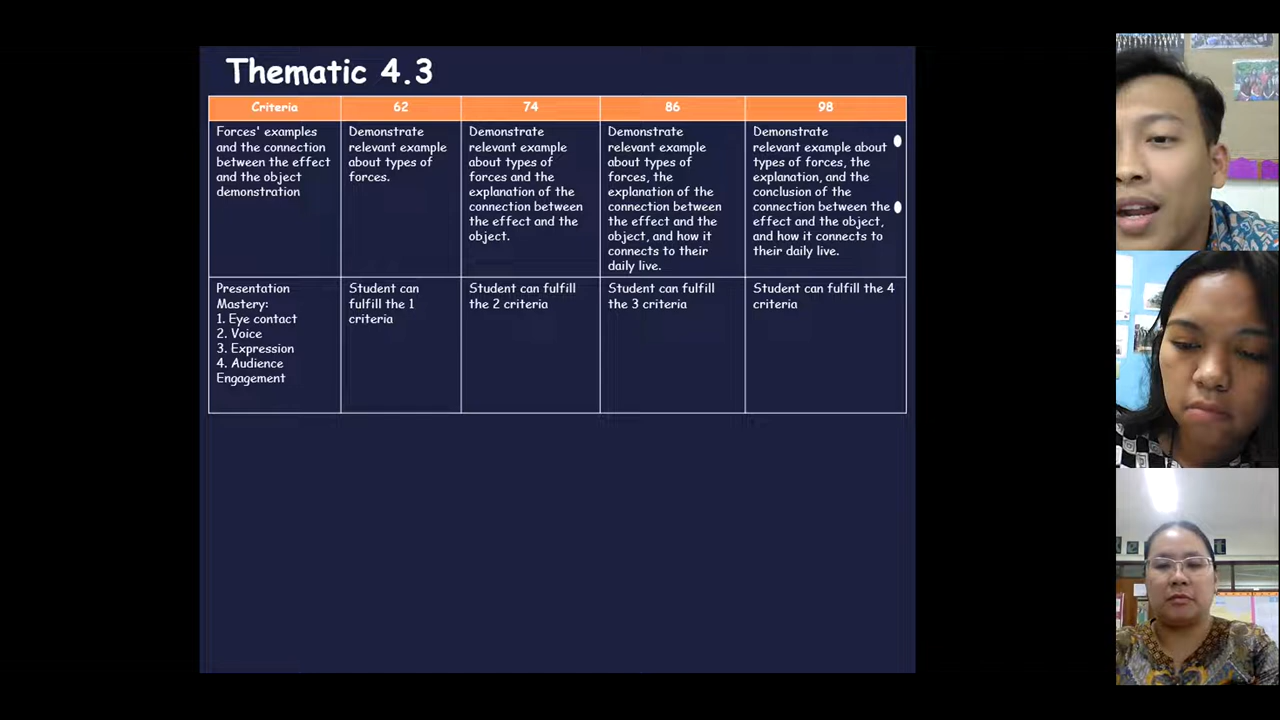 Thematic 4.3
Criteria
62
74
86
98
Forces' examples
and the connection
between the effect
and the object
demonstration
Demonstrate
relevant example
about types of
forces.
Demonstrate
relevant example
about types of
forces and the
explanation of the
connection between
the effect and the
object.
Demonstrate
relevant example
about types of
forces, the
explanation of the
connection between
the effect and the
object, and how it
connects to their
daily live.
Demonstrate
relevant example about
types of forces, the
explanation, and the
conclusion of the
connection between the
effect and the object,
and how it connects to
their daily live.
Presentation
Mastery:
1. Eye contact
2. Voice
3. Expression
4. Audience
Engagement
Student can
fulfill the 1
criteria
Student can fulfill
the 2 criteria
Student can fulfill
the 3 criteria
Student can fulfill the 4
criteria